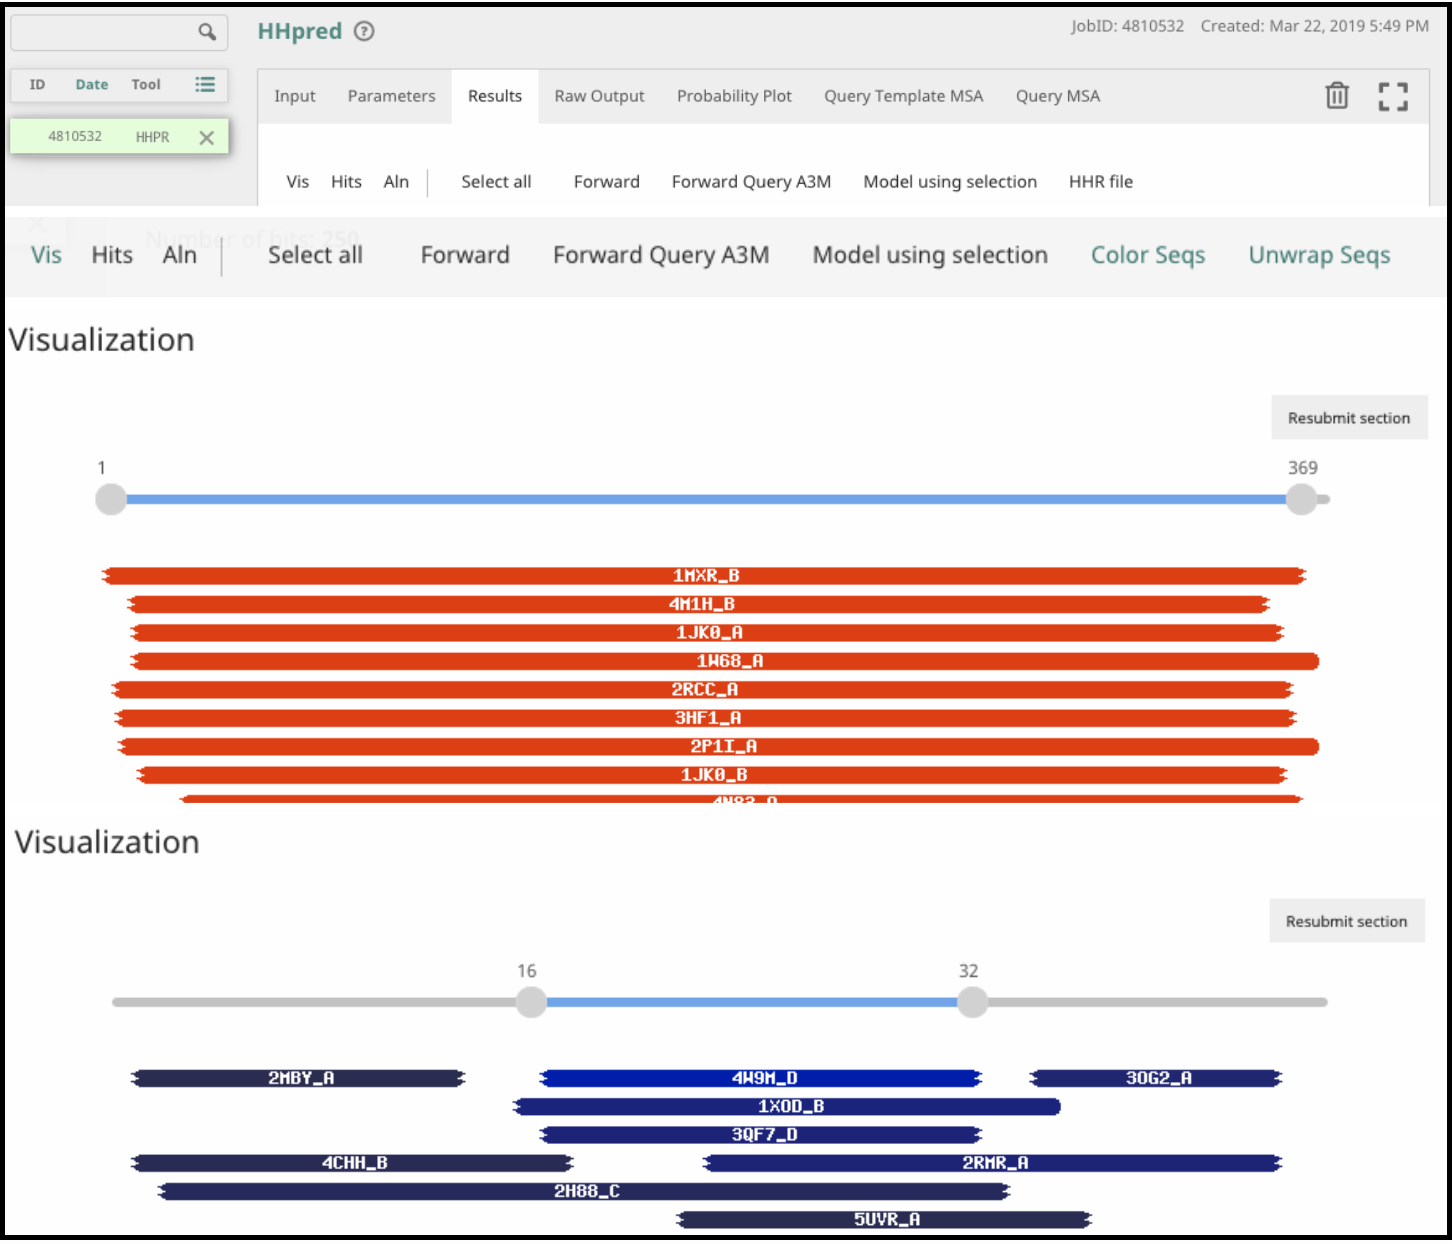 HHpred
JobID: 4810532 Created: Mar 22, 2019 5:49 PM
ID Date Tool
Input Parameters Results Raw Output Probability Plot Query Template MSA Query MSA
4810532 HHPR
Vis Hits Aln Select all Forward Forward Query A3M Model using selection HHR file
Number of hits: 250
Vis Hits Aln Select all Forward Forward Query A3M Model using selection Color Seqs Unwrap Seqs
Visualization
Resubmit section
1 369
1MXR_B
4M1H_B
1JK0_A
1W68_A
2RCC_A
3HF1_A
2P1I_A
1JK0_B
Visualization
Resubmit section
16 32
2MBY_A 4W9M_D 3OG2_A
1XOD_B
3QF7_D
4CHH_B 2RMR_A
2H88_C
5UVR_A